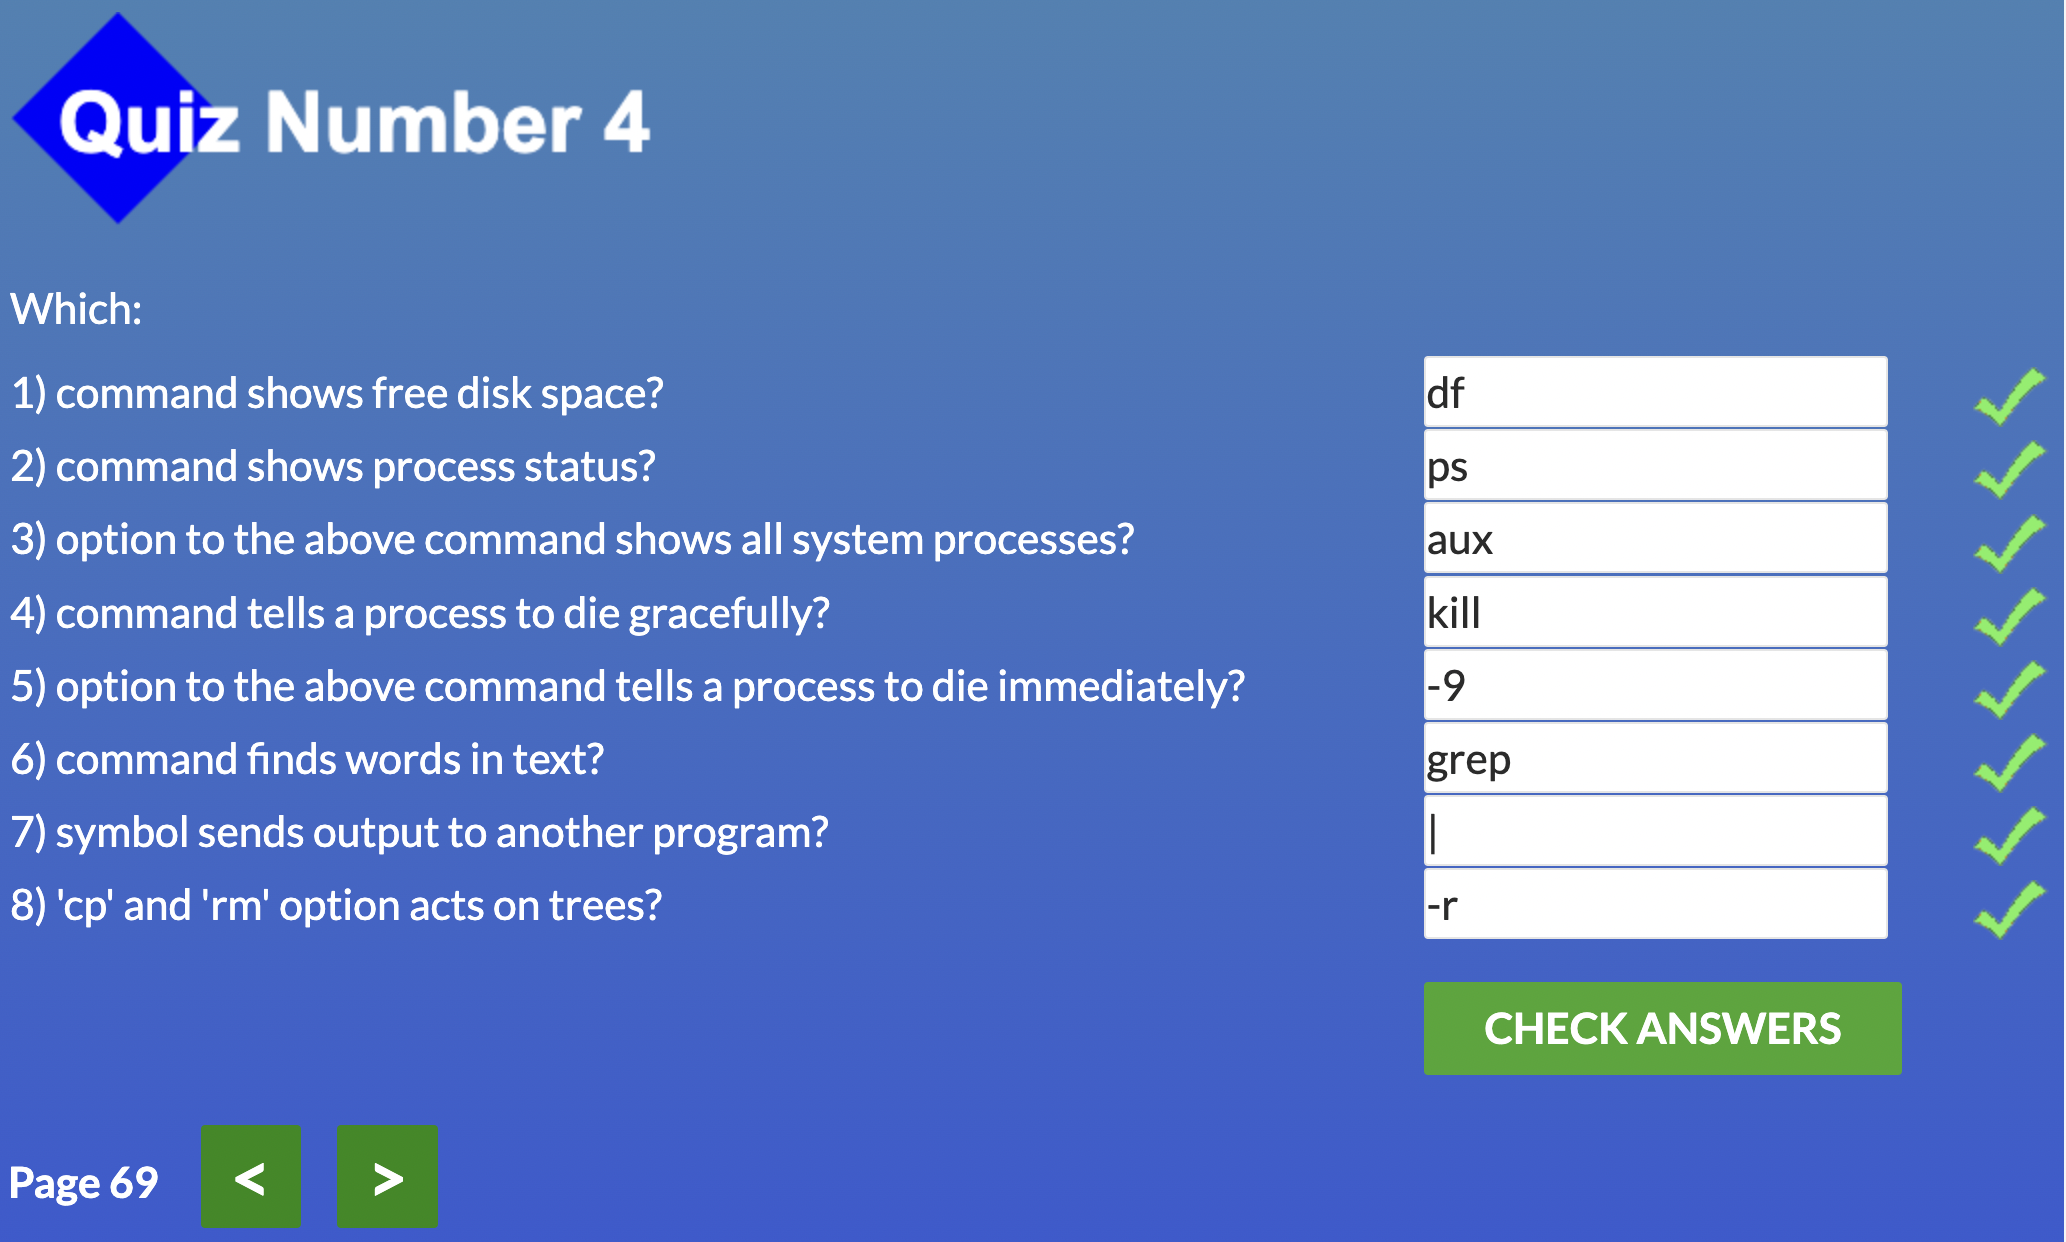 Quiz Number 4
Which:
1) command shows free disk space? df
2) command shows process status? ps
3) option to the above command shows all system processes? aux
4) command tells a process to die gracefully? kill
5) option to the above command tells a process to die immediately? -9
6) command finds words in text? grep
7) symbol sends output to another program? |
8) 'cp' and 'rm' option acts on trees? -r
CHECK ANSWERS
Page 69 < >